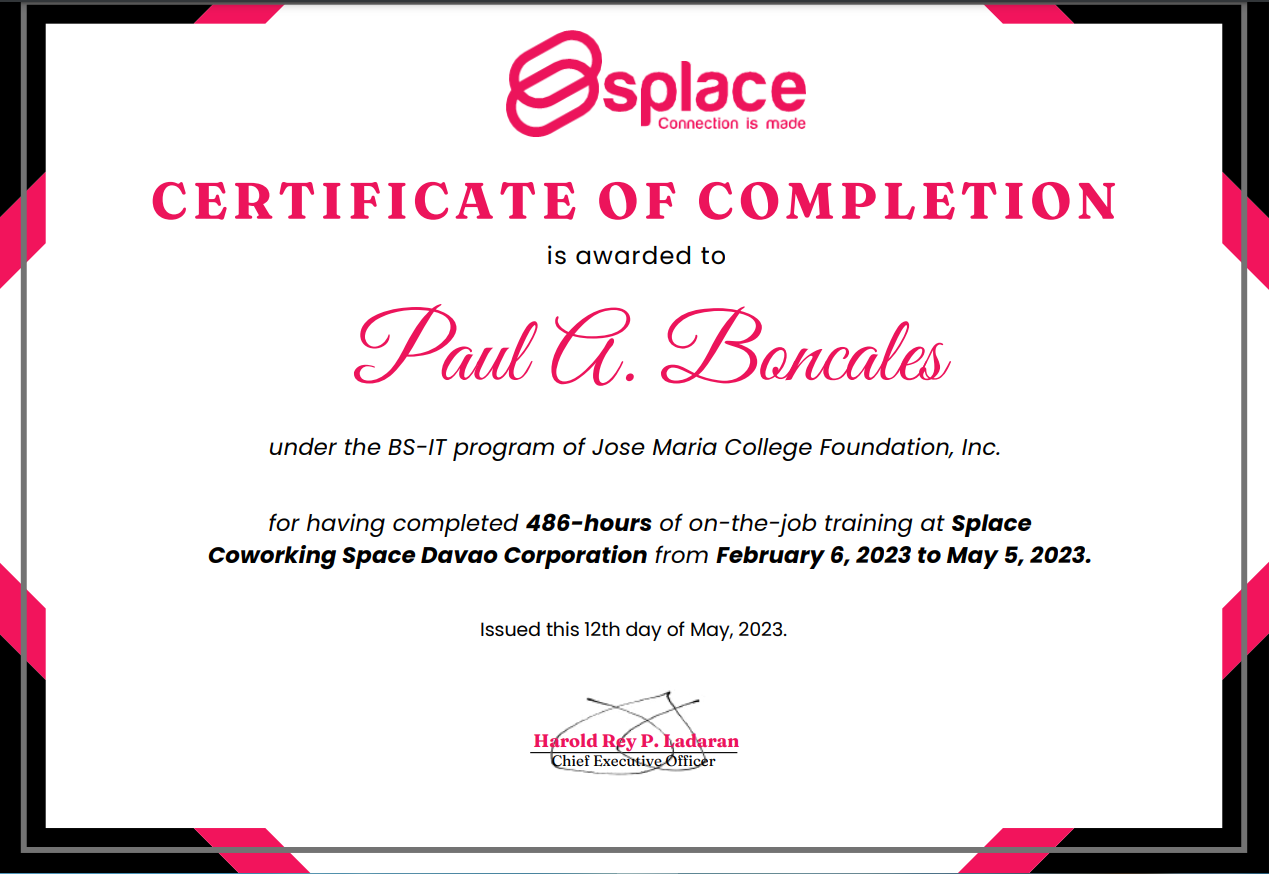 splace
Connection is made
CERTIFICATE OF COMPLETION
is awarded to
Paul A. Boncales
under the BS-IT program of Jose Maria College Foundation, Inc.
for having completed 486-hours of on-the-job training at Splace
Coworking Space Davao Corporation from February 6, 2023 to May 5, 2023.
Issued this 12th day of May, 2023.
Harold Rey P. Ladaran
Chief Executive Officer